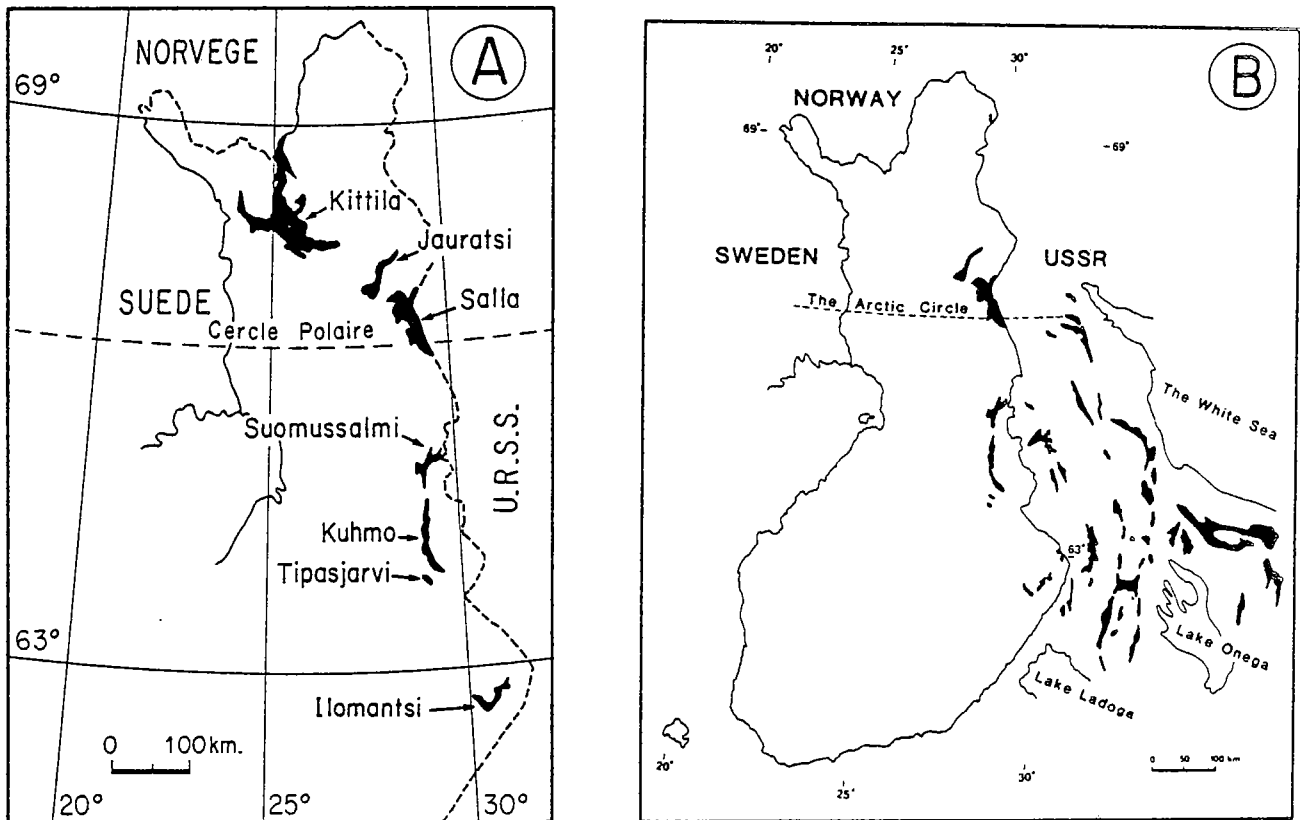 A
NORVEGE
69°
Kittila
Jauratsi
Salla
SUEDE
Cercle Polaire
Suomussalmi
U.R.S.S.
Kuhmo
Tipasjarvi
63°
Ilomantsi
0 100km.
20° 25° 30°
B
20° 25° 30°
NORWAY
69°
69°
SWEDEN
USSR
The Arctic Circle
The White Sea
63°
Lake Onega
Lake Ladoga
0 50 100 km
20° 25° 30°